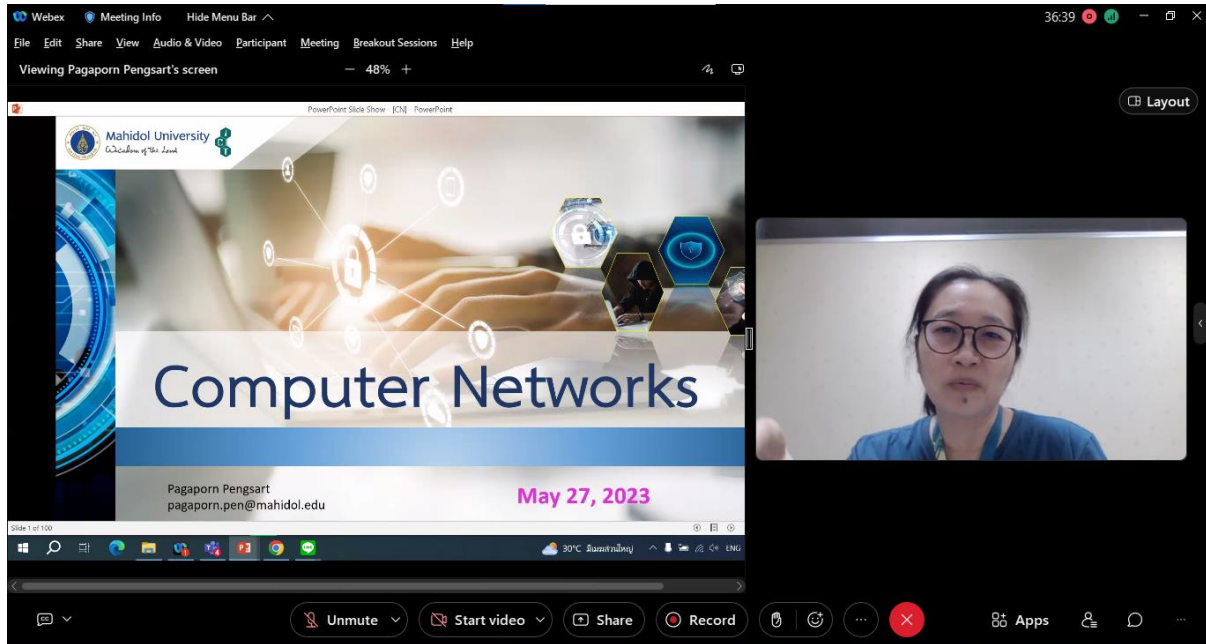 Webex
Meeting Info
Hide Menu Bar
36:39
File Edit Share View Audio & Video Participant Meeting Breakout Sessions Help
Viewing Pagaporn Pengsart's screen
48%
Layout
PowerPoint Slide Show - [CN] - PowerPoint
Mahidol University
Wisdom of the Land
ICT
Computer Networks
Pagaporn Pengsart
pagaporn.pen@mahidol.edu
May 27, 2023
Slide 1 of 100
30°C มีเมฆส่วนใหญ่
ENG
Unmute
Start video
Share
Record
Apps